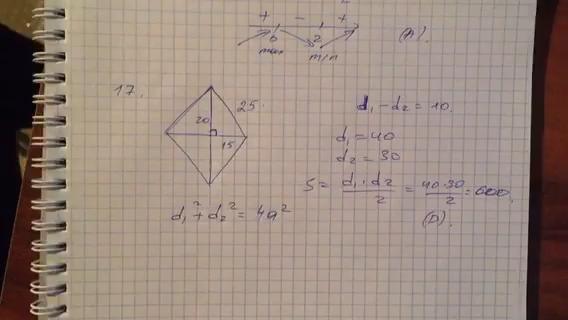 + - +
0 2
max min
(A).
17.
25.
20
15
d₁ - d₂ = 10.
d₁ = 40
d₂ = 30
S = d₁ · d₂ / 2 = 40·30 / 2 = 600.
(D).
d₁² + d₂² = 4a²